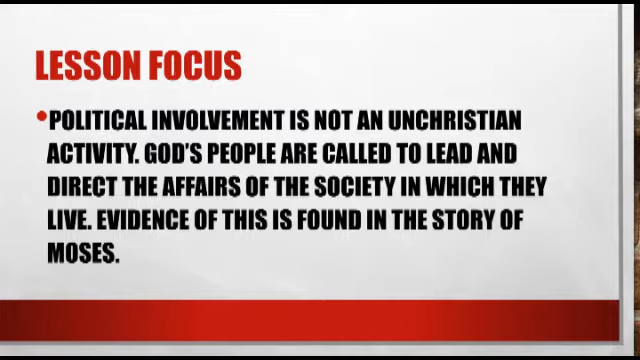 LESSON FOCUS
•POLITICAL INVOLVEMENT IS NOT AN UNCHRISTIAN
ACTIVITY. GOD'S PEOPLE ARE CALLED TO LEAD AND
DIRECT THE AFFAIRS OF THE SOCIETY IN WHICH THEY
LIVE. EVIDENCE OF THIS IS FOUND IN THE STORY OF
MOSES.